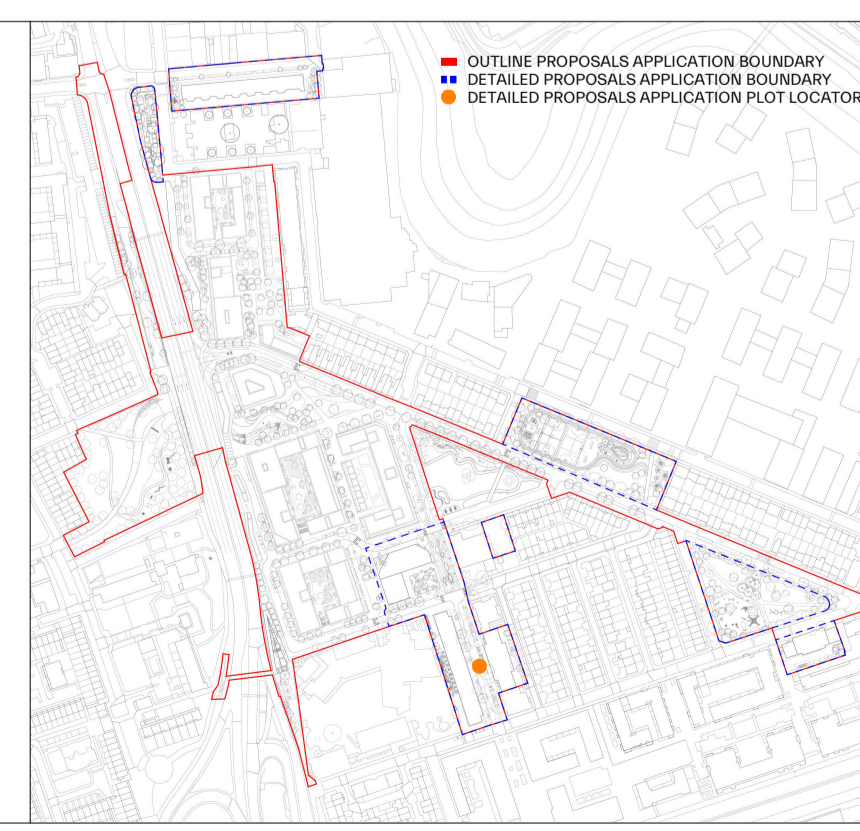 OUTLINE PROPOSALS APPLICATION BOUNDARY
DETAILED PROPOSALS APPLICATION BOUNDARY
DETAILED PROPOSALS APPLICATION PLOT LOCATOR